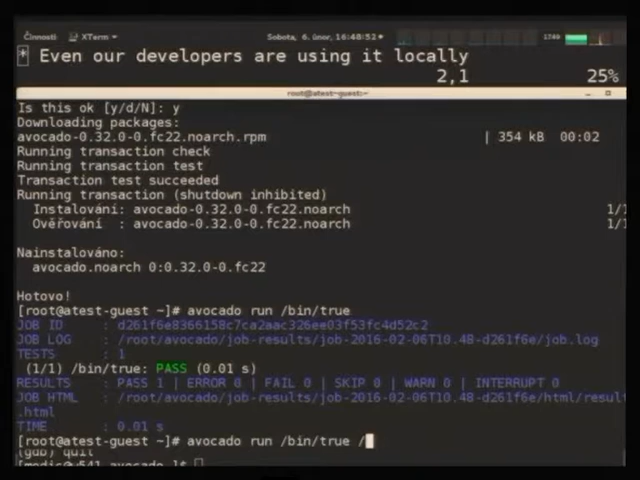 Činnosti XTerm Sobota, 6. únor, 16:48:52
* Even our developers are using it locally
2,1 25%
root@atest-guest:~
Is this ok [y/d/N]: y
Downloading packages:
avocado-0.32.0-0.fc22.noarch.rpm | 354 kB 00:02
Running transaction check
Running transaction test
Transaction test succeeded
Running transaction (shutdown inhibited)
Instalování: avocado-0.32.0-0.fc22.noarch 1/1
Ověřování : avocado-0.32.0-0.fc22.noarch 1/1
Nainstalováno:
avocado.noarch 0:0.32.0-0.fc22
Hotovo!
[root@atest-guest ~]# avocado run /bin/true
JOB ID : d261f6e8366158c7ca2aac326ee03f53fc4d52c2
JOB LOG : /root/avocado/job-results/job-2016-02-06T10.48-d261f6e/job.log
TESTS : 1
(1/1) /bin/true: PASS (0.01 s)
RESULTS : PASS 1 | ERROR 0 | FAIL 0 | SKIP 0 | WARN 0 | INTERRUPT 0
JOB HTML : /root/avocado/job-results/job-2016-02-06T10.48-d261f6e/html/result
.html
TIME : 0.01 s
[root@atest-guest ~]# avocado run /bin/true /
(gdb) quit